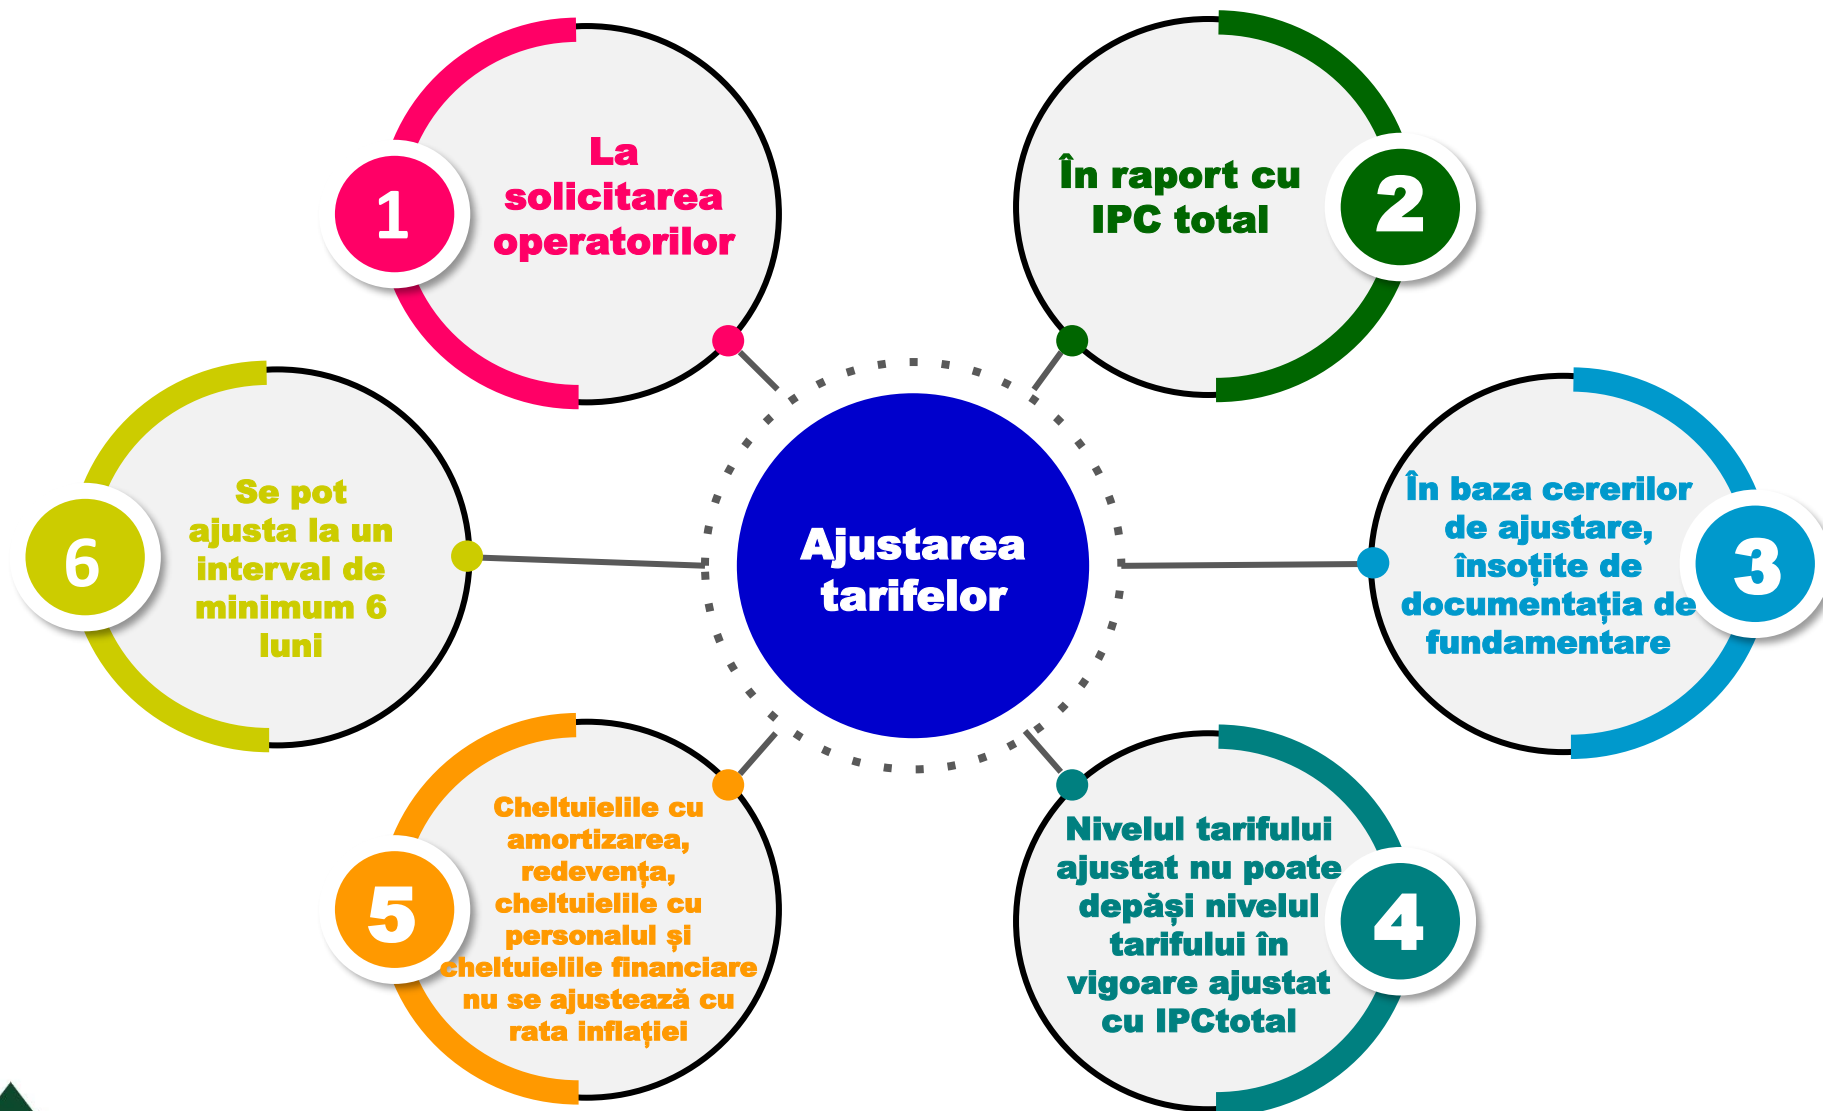 1
La
solicitarea
operatorilor
În raport cu
IPC total
2
În baza cererilor
de ajustare,
însoțite de
documentația de
fundamentare
3
Nivelul tarifului
ajustat nu poate
depăși nivelul
tarifului în
vigoare ajustat
cu IPCtotal
4
5
Cheltuielile cu
amortizarea,
redevența,
cheltuielile cu
personalul și
cheltuielile financiare
nu se ajustează cu
rata inflației
6
Se pot
ajusta la un
interval de
minimum 6
luni
Ajustarea
tarifelor